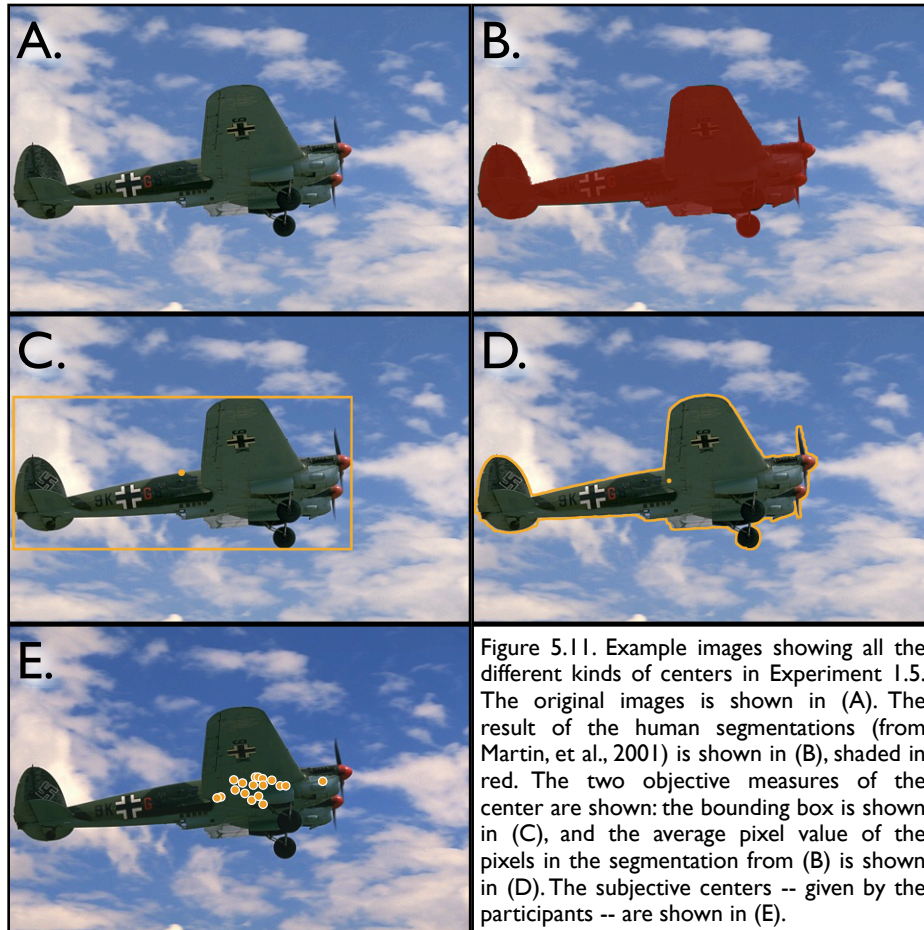 A.
B.
9K G
C.
D.
9K G
9K G
E.
Figure 5.11. Example images showing all the
different kinds of centers in Experiment 1.5.
The original images is shown in (A). The
result of the human segmentations (from
Martin, et al., 2001) is shown in (B), shaded in
red. The two objective measures of the
center are shown: the bounding box is shown
in (C), and the average pixel value of the
pixels in the segmentation from (B) is shown
in (D). The subjective centers -- given by the
participants -- are shown in (E).